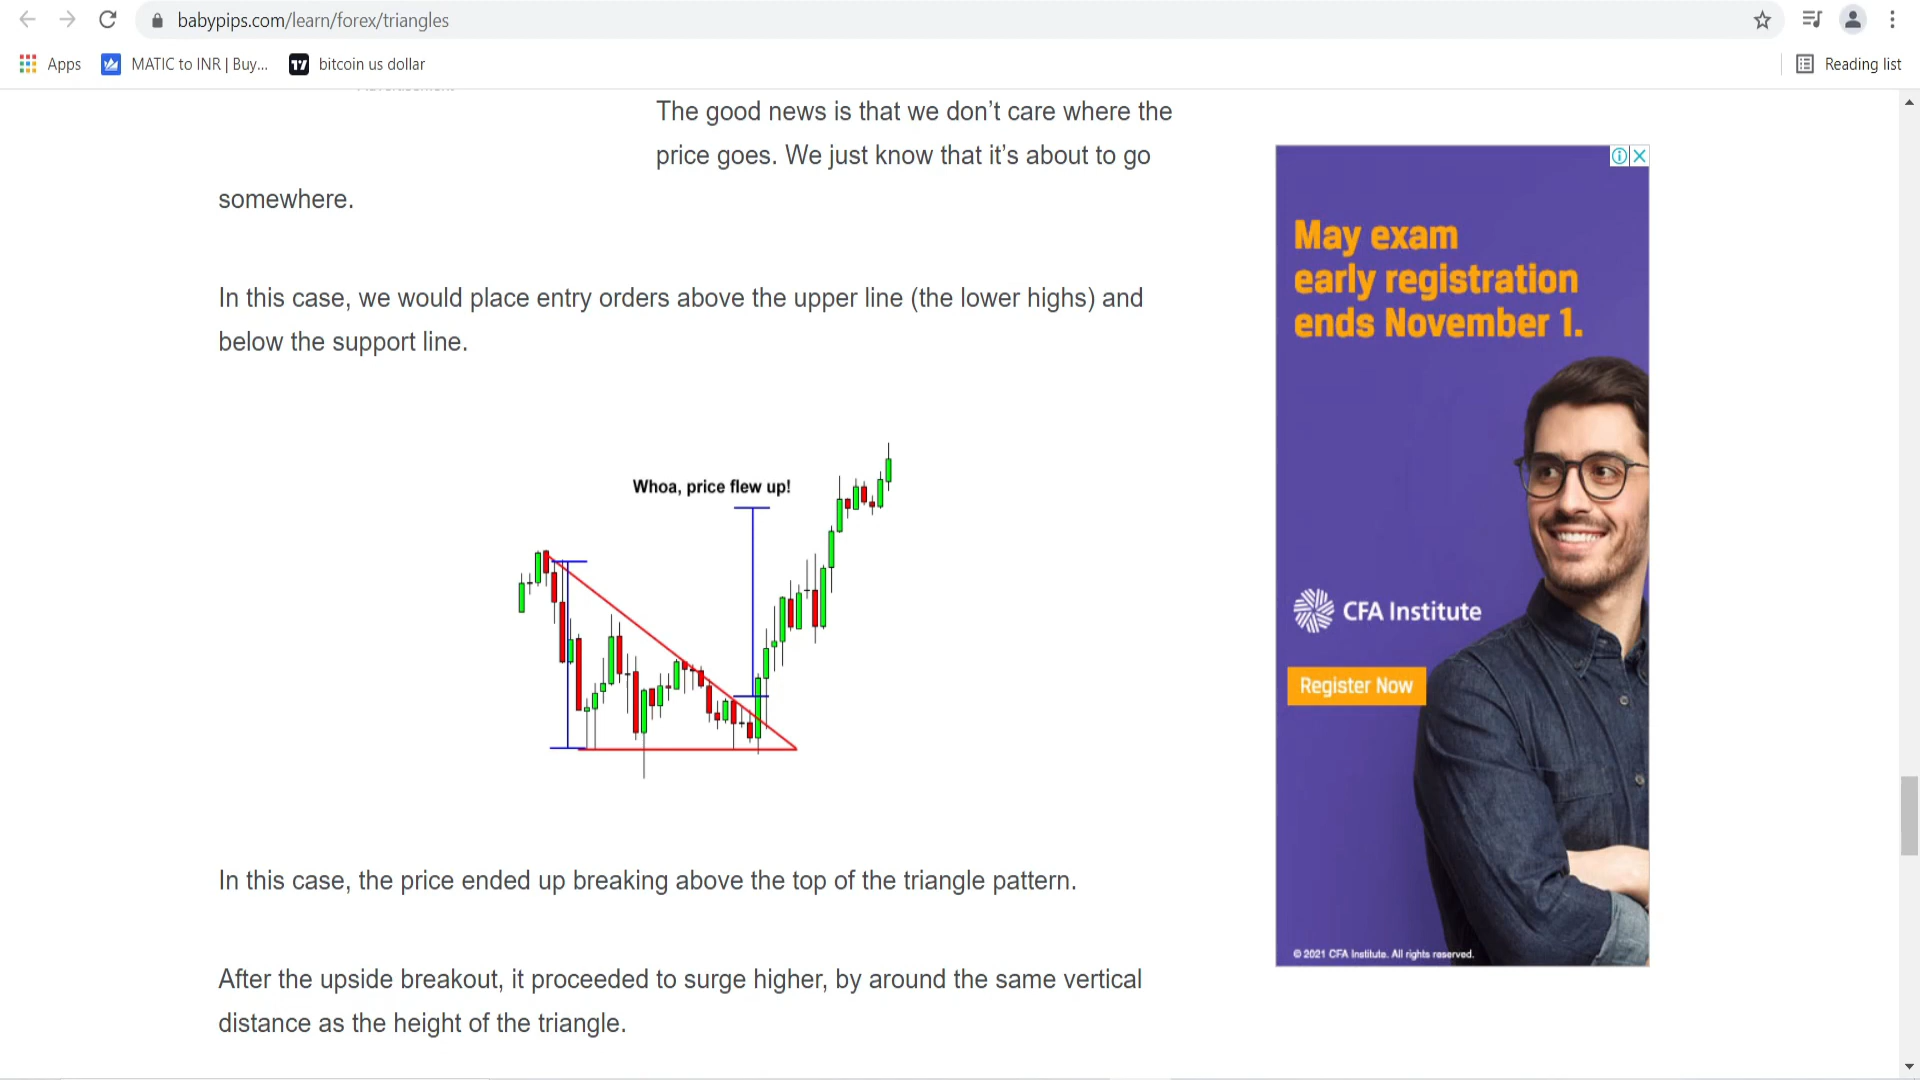 babypips.com/learn/forex/triangles
Apps
MATIC to INR | Buy...
bitcoin us dollar
Reading list
The good news is that we don’t care where the
price goes. We just know that it’s about to go
somewhere.
In this case, we would place entry orders above the upper line (the lower highs) and
below the support line.
Whoa, price flew up!
In this case, the price ended up breaking above the top of the triangle pattern.
After the upside breakout, it proceeded to surge higher, by around the same vertical
distance as the height of the triangle.
May exam
early registration
ends November 1.
CFA Institute
Register Now
© 2021 CFA Institute. All rights reserved.